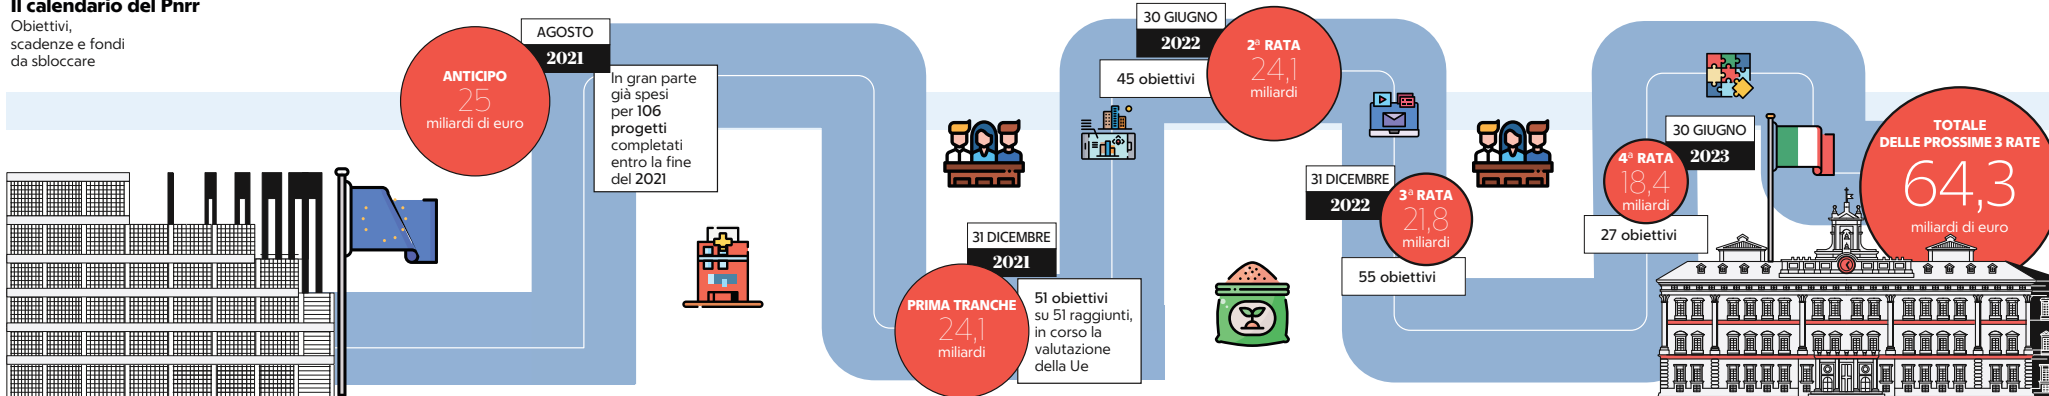 Il calendario del Pnrr
Obiettivi,
scadenze e fondi
da sbloccare
ANTICIPO
25
miliardi di euro
AGOSTO
2021
In gran parte
già spesi
per 106
progetti
completati
entro la fine
del 2021
PRIMA TRANCHE
24,1
miliardi
31 DICEMBRE
2021
51 obiettivi
su 51 raggiunti,
in corso la
valutazione
della Ue
30 GIUGNO
2022
45 obiettivi
2ª RATA
24,1
miliardi
31 DICEMBRE
2022
3ª RATA
21,8
miliardi
55 obiettivi
4ª RATA
18,4
miliardi
30 GIUGNO
2023
27 obiettivi
TOTALE
DELLE PROSSIME 3 RATE
64,3
miliardi di euro